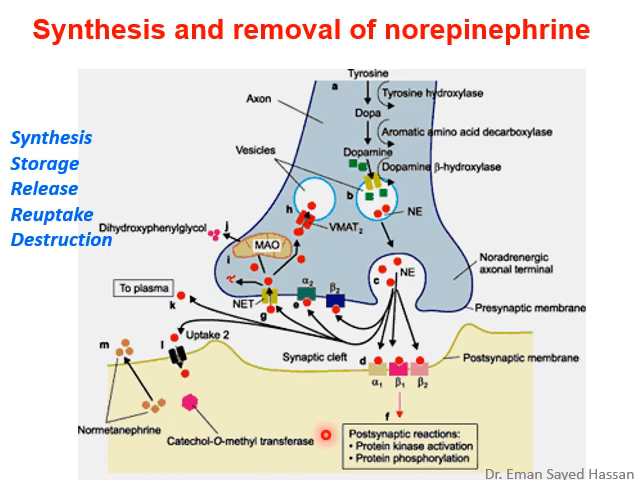 Synthesis and removal of norepinephrine
Synthesis
Storage
Release
Reuptake
Destruction
a
Tyrosine
Tyrosine hydroxylase
Axon
Dopa
Aromatic amino acid decarboxylase
Vesicles
Dopamine
Dopamine β-hydroxylase
b
h
NE
VMAT2
Dihydroxyphenylglycol
j
MAO
i
Noradrenergic
axonal terminal
c
NE
To plasma
k
NET
g
α2
e
β2
Presynaptic membrane
m
l
Uptake 2
Synaptic cleft
d
α1
β1
β2
Postsynaptic membrane
f
Normetanephrine
Catechol-O-methyl transferase
Postsynaptic reactions:
• Protein kinase activation
• Protein phosphorylation
Dr. Eman Sayed Hassan